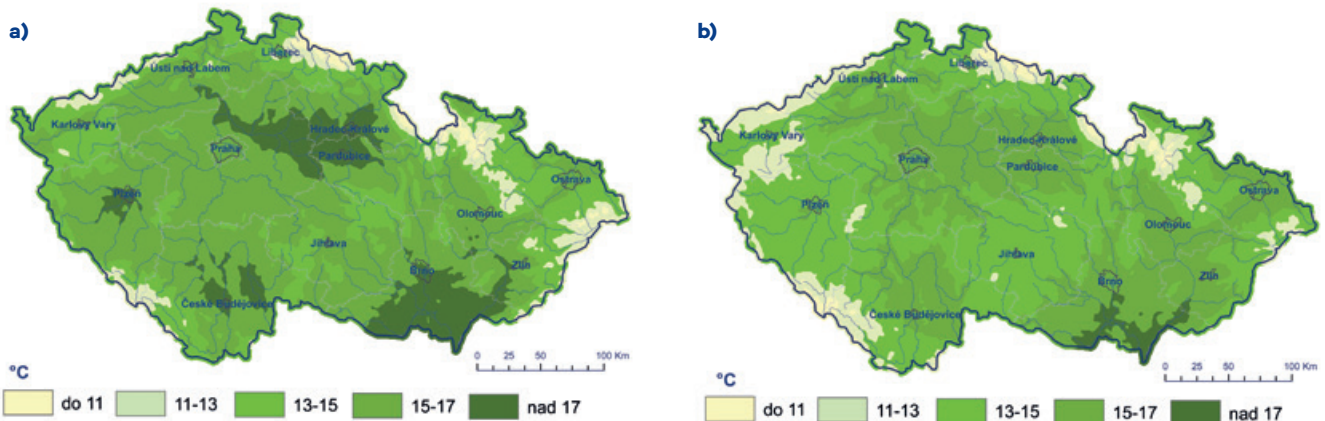 a)
Liberec
Ústí nad Labem
Karlovy Vary
Hradec Králové
Praha
Pardubice
Ostrava
Plzeň
Olomouc
Jihlava
Brno
Zlín
České Budějovice
0 25 50 100 Km
°C
do 11 11-13 13-15 15-17 nad 17
b)
Liberec
Ústí nad Labem
Karlovy Vary
Hradec Králové
Praha
Pardubice
Ostrava
Plzeň
Olomouc
Jihlava
Zlín
Brno
České Budějovice
0 25 50 100 Km
°C
do 11 11-13 13-15 15-17 nad 17